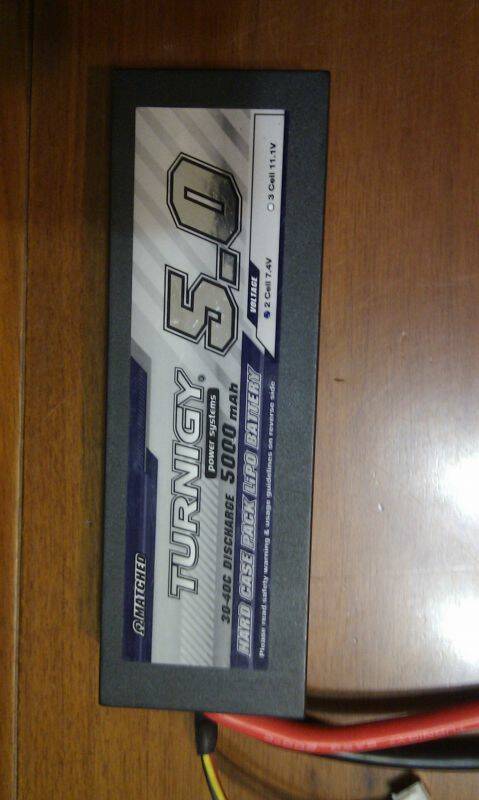 Ω MATCHED
TURNIGY® 5.0
power systems
30-40C DISCHARGE 5000 mAh
VOLTAGE
2 Cell 7.4V
3 Cell 11.1V
HARD CASE PACK LiPO BATTERY
Please read safety warning & usage guidelines on reverse side